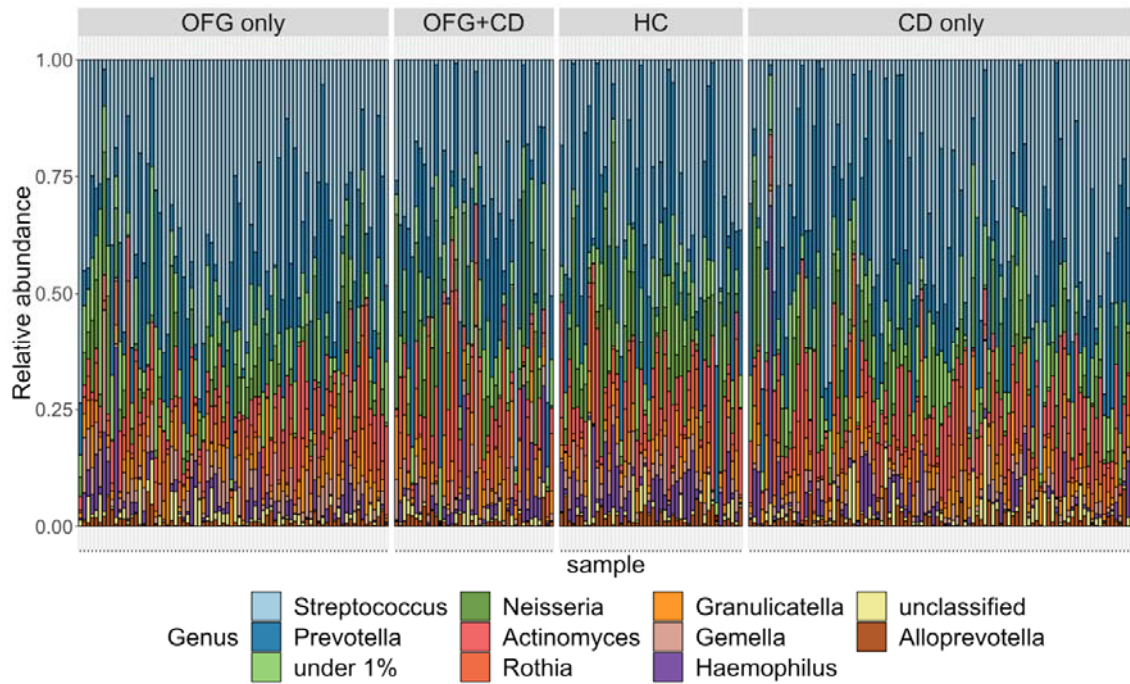 OFG only OFG+CD HC CD only
1.00
0.75
0.50
0.25
0.00
Relative abundance
sample
Streptococcus Neisseria Granulicatella unclassified
Genus Prevotella Actinomyces Gemella Alloprevotella
under 1% Rothia Haemophilus